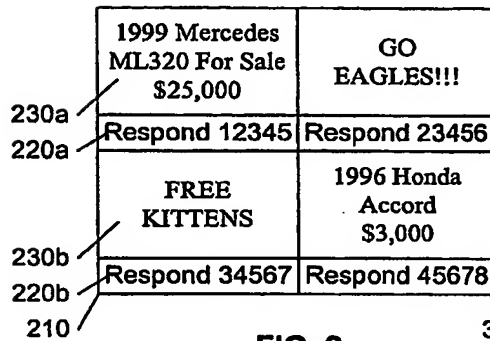 1999 Mercedes
ML320 For Sale
$25,000
GO
EAGLES!!!
230a
220a
Respond 12345
Respond 23456
FREE
KITTENS
1996 Honda
Accord
$3,000
230b
220b
Respond 34567
Respond 45678
210